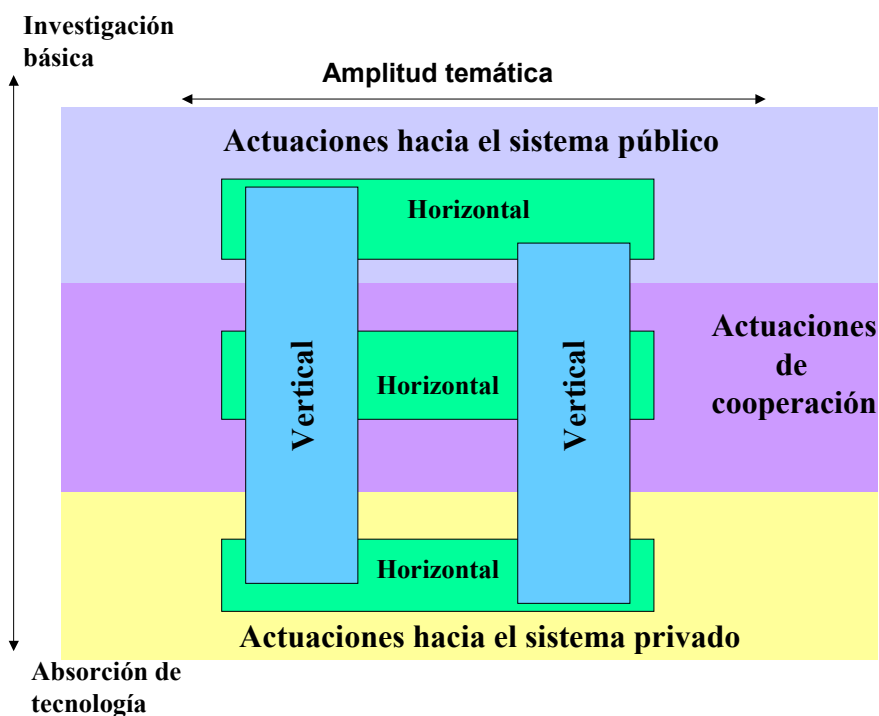 Investigación
básica
Amplitud temática
Actuaciones hacia el sistema público
Horizontal
Actuaciones
de
cooperación
Vertical
Horizontal
Vertical
Horizontal
Actuaciones hacia el sistema privado
Absorción de
tecnología